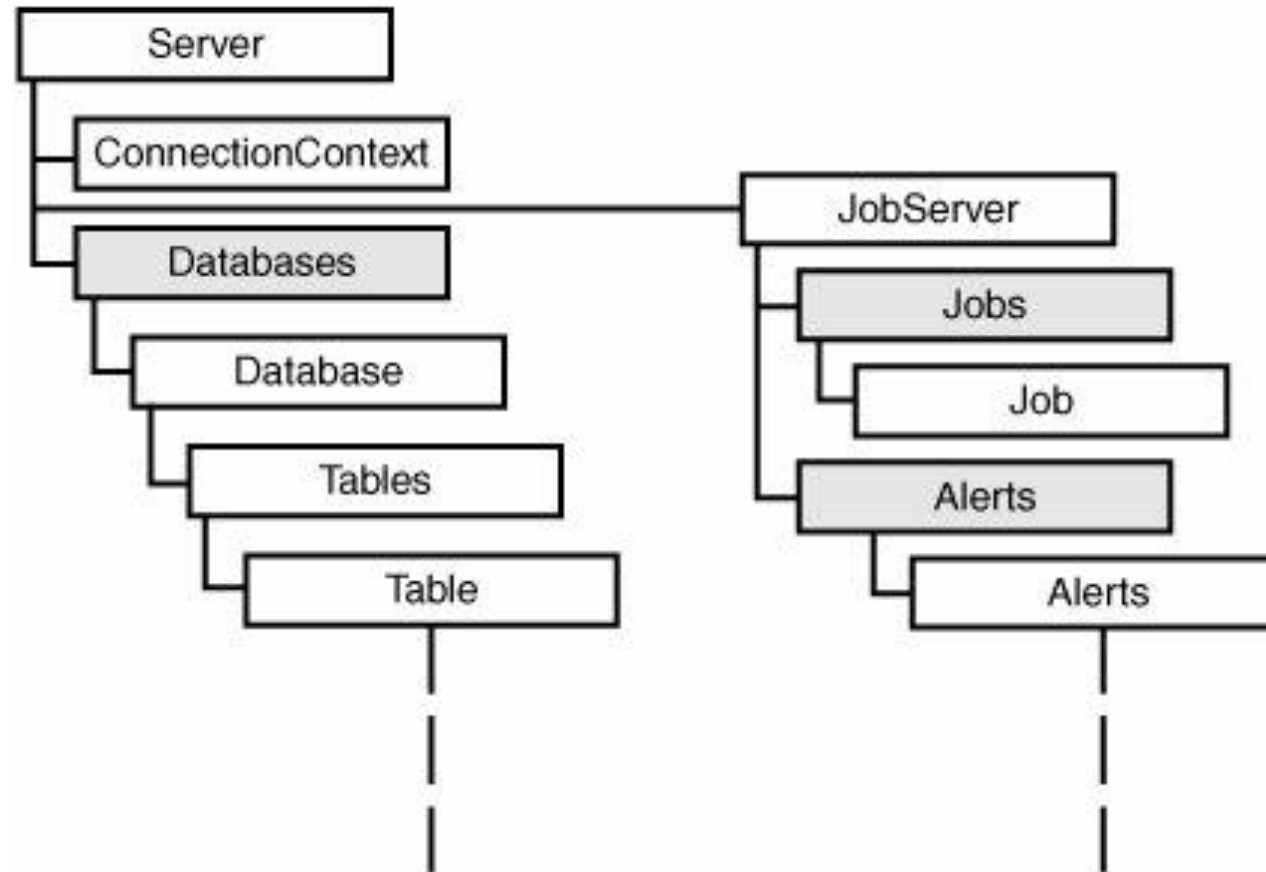 Server
ConnectionContext
Databases
Database
Tables
Table
JobServer
Jobs
Job
Alerts
Alerts